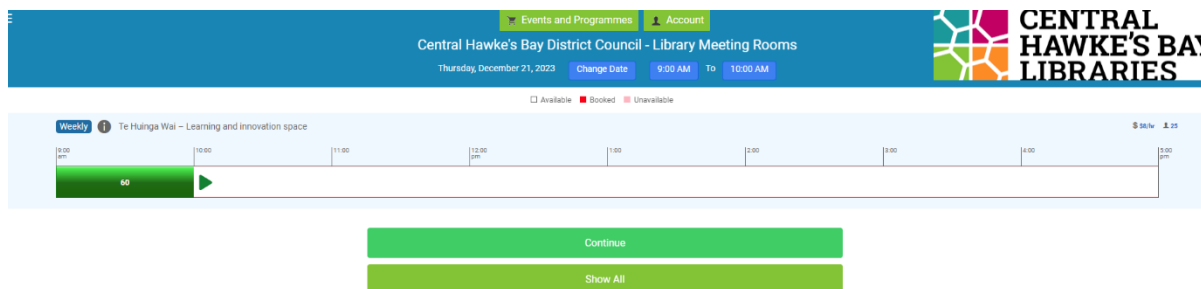 Events and Programmes Account
Central Hawke's Bay District Council - Library Meeting Rooms
Thursday, December 21, 2023 Change Date 9:00 AM To 10:00 AM
CENTRAL
HAWKE'S BAY
LIBRARIES
Available Booked Unavailable
Weekly Te Huinga Wai – Learning and innovation space
$ 38/hr 25
9:00 am 10:00 11:00 12:00 pm 1:00 2:00 3:00 4:00 5:00 pm
60
Continue
Show All